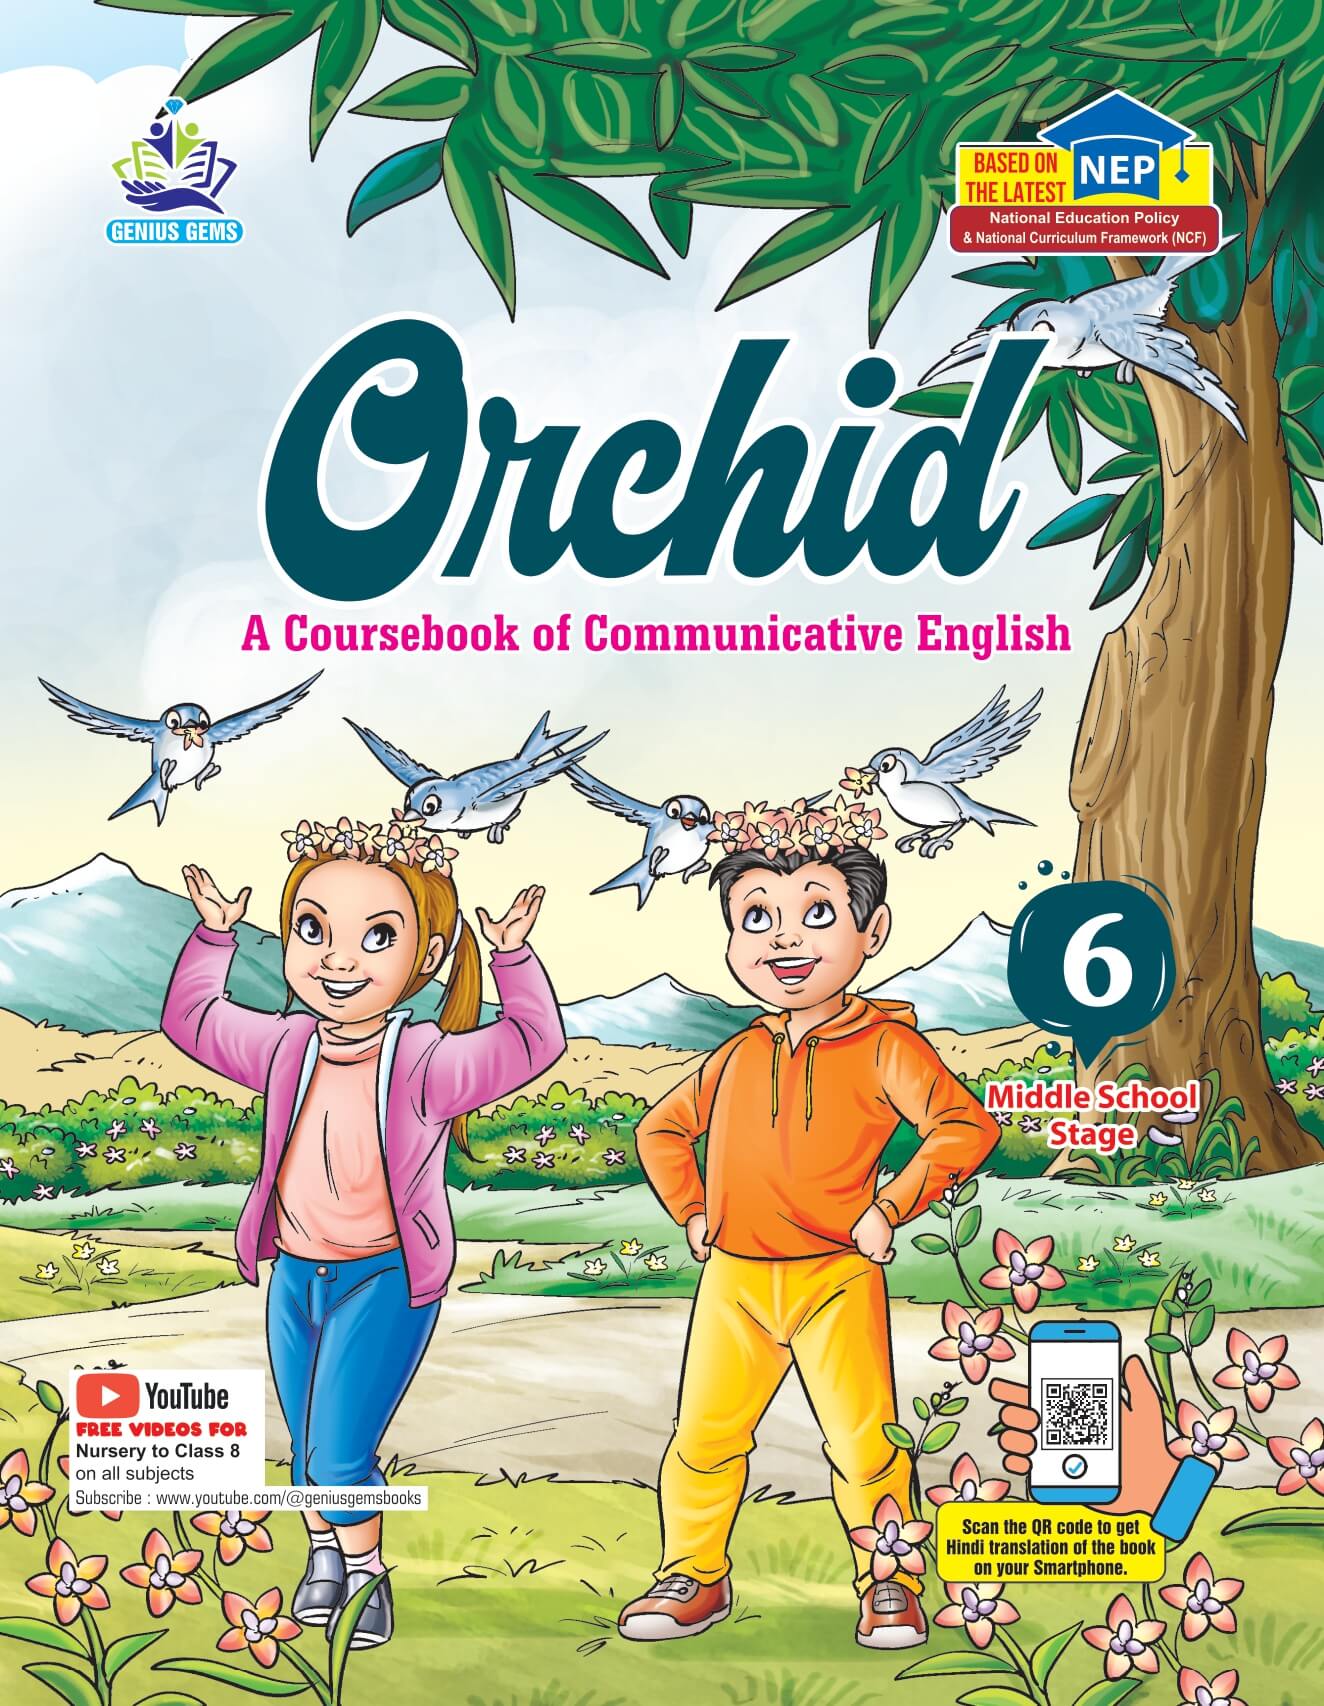 GENIUS GEMS
BASED ON
THE LATEST
NEP
National Education Policy
& National Curriculum Framework (NCF)
Orchid
A Coursebook of Communicative English
6
Middle School
Stage
YouTube
FREE VIDEOS FOR
Nursery to Class 8
on all subjects
Subscribe : www.youtube.com/@geniusgemsbooks
Scan the QR code to get
Hindi translation of the book
on your Smartphone.